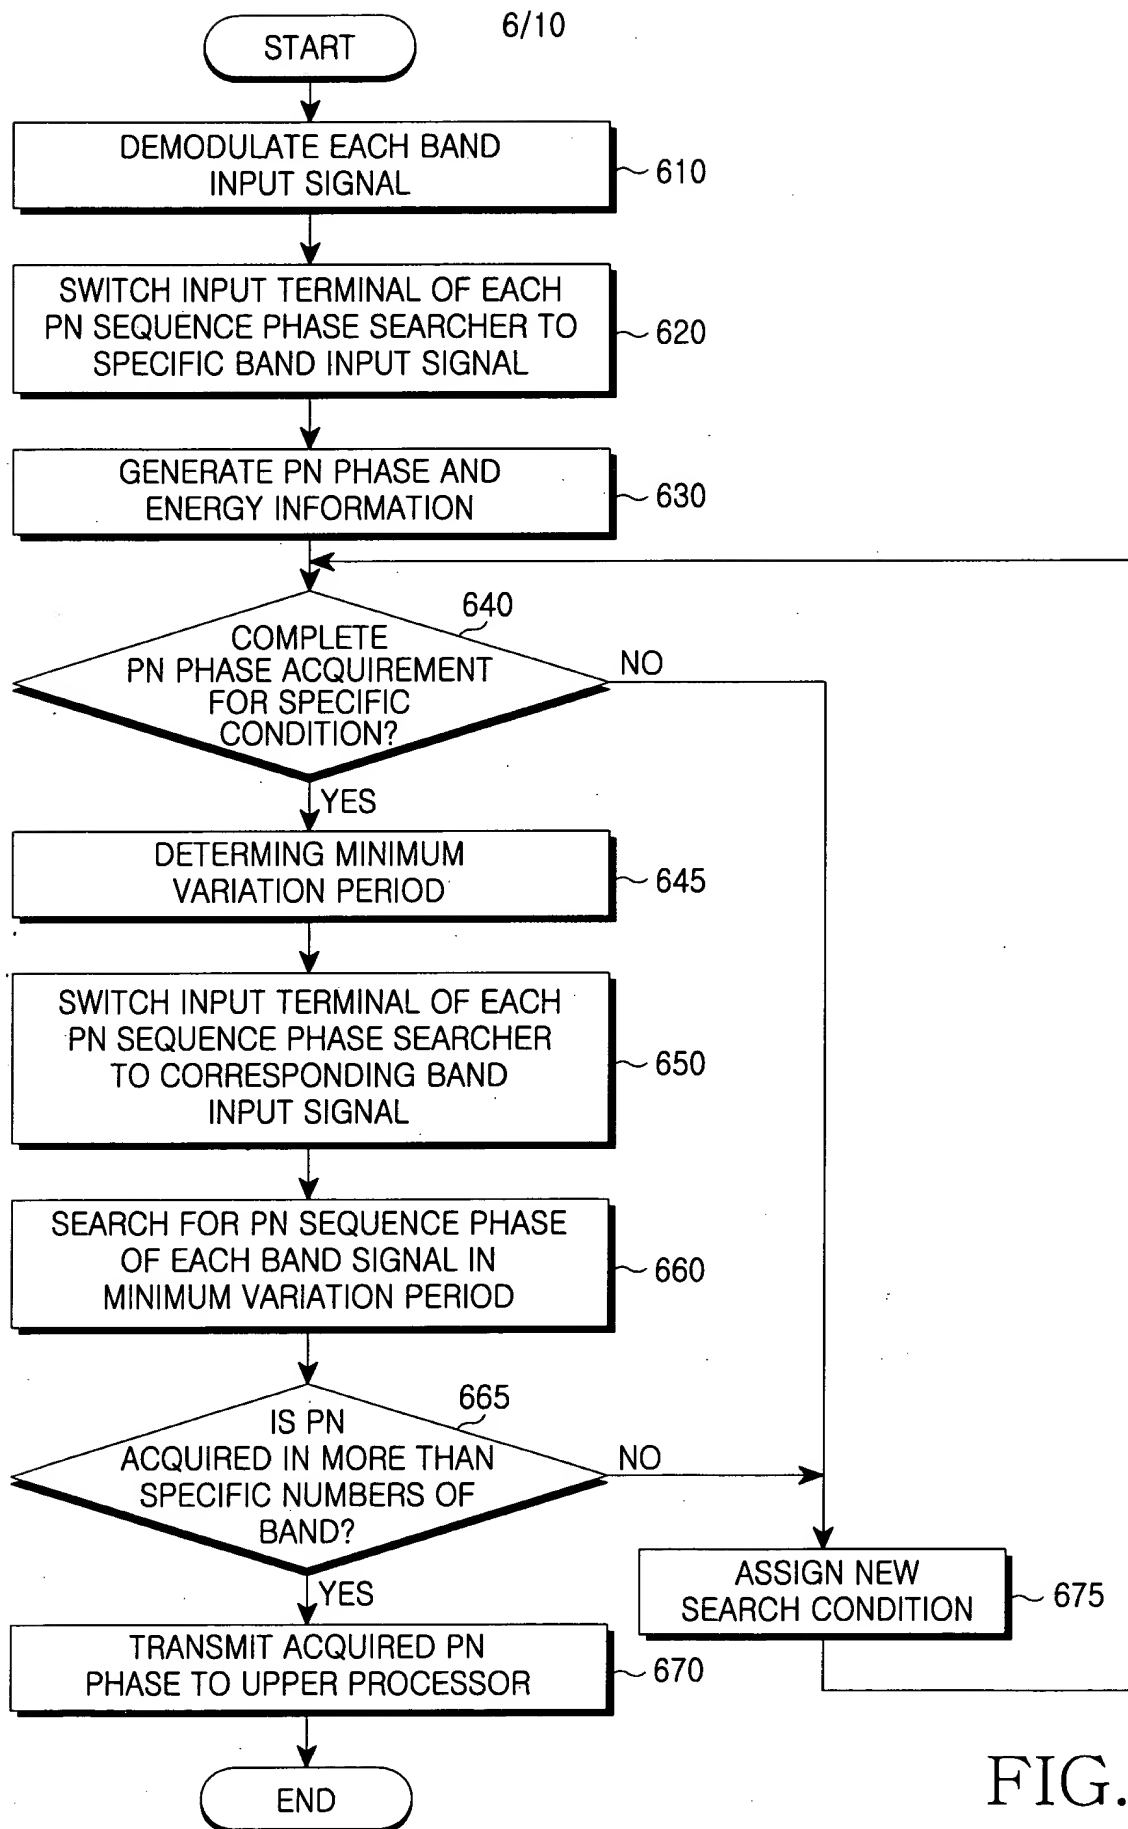 6/10
START
DEMODULATE EACH BAND
INPUT SIGNAL
610
SWITCH INPUT TERMINAL OF EACH
PN SEQUENCE PHASE SEARCHER TO
SPECIFIC BAND INPUT SIGNAL
620
GENERATE PN PHASE AND
ENERGY INFORMATION
630
640
COMPLETE
PN PHASE ACQUIREMENT
FOR SPECIFIC
CONDITION?
NO
YES
DETERMING MINIMUM
VARIATION PERIOD
645
SWITCH INPUT TERMINAL OF EACH
PN SEQUENCE PHASE SEARCHER
TO CORRESPONDING BAND
INPUT SIGNAL
650
SEARCH FOR PN SEQUENCE PHASE
OF EACH BAND SIGNAL IN
MINIMUM VARIATION PERIOD
660
665
IS PN
ACQUIRED IN MORE THAN
SPECIFIC NUMBERS OF
BAND?
NO
YES
ASSIGN NEW
SEARCH CONDITION
675
TRANSMIT ACQUIRED PN
PHASE TO UPPER PROCESSOR
670
END
FIG.